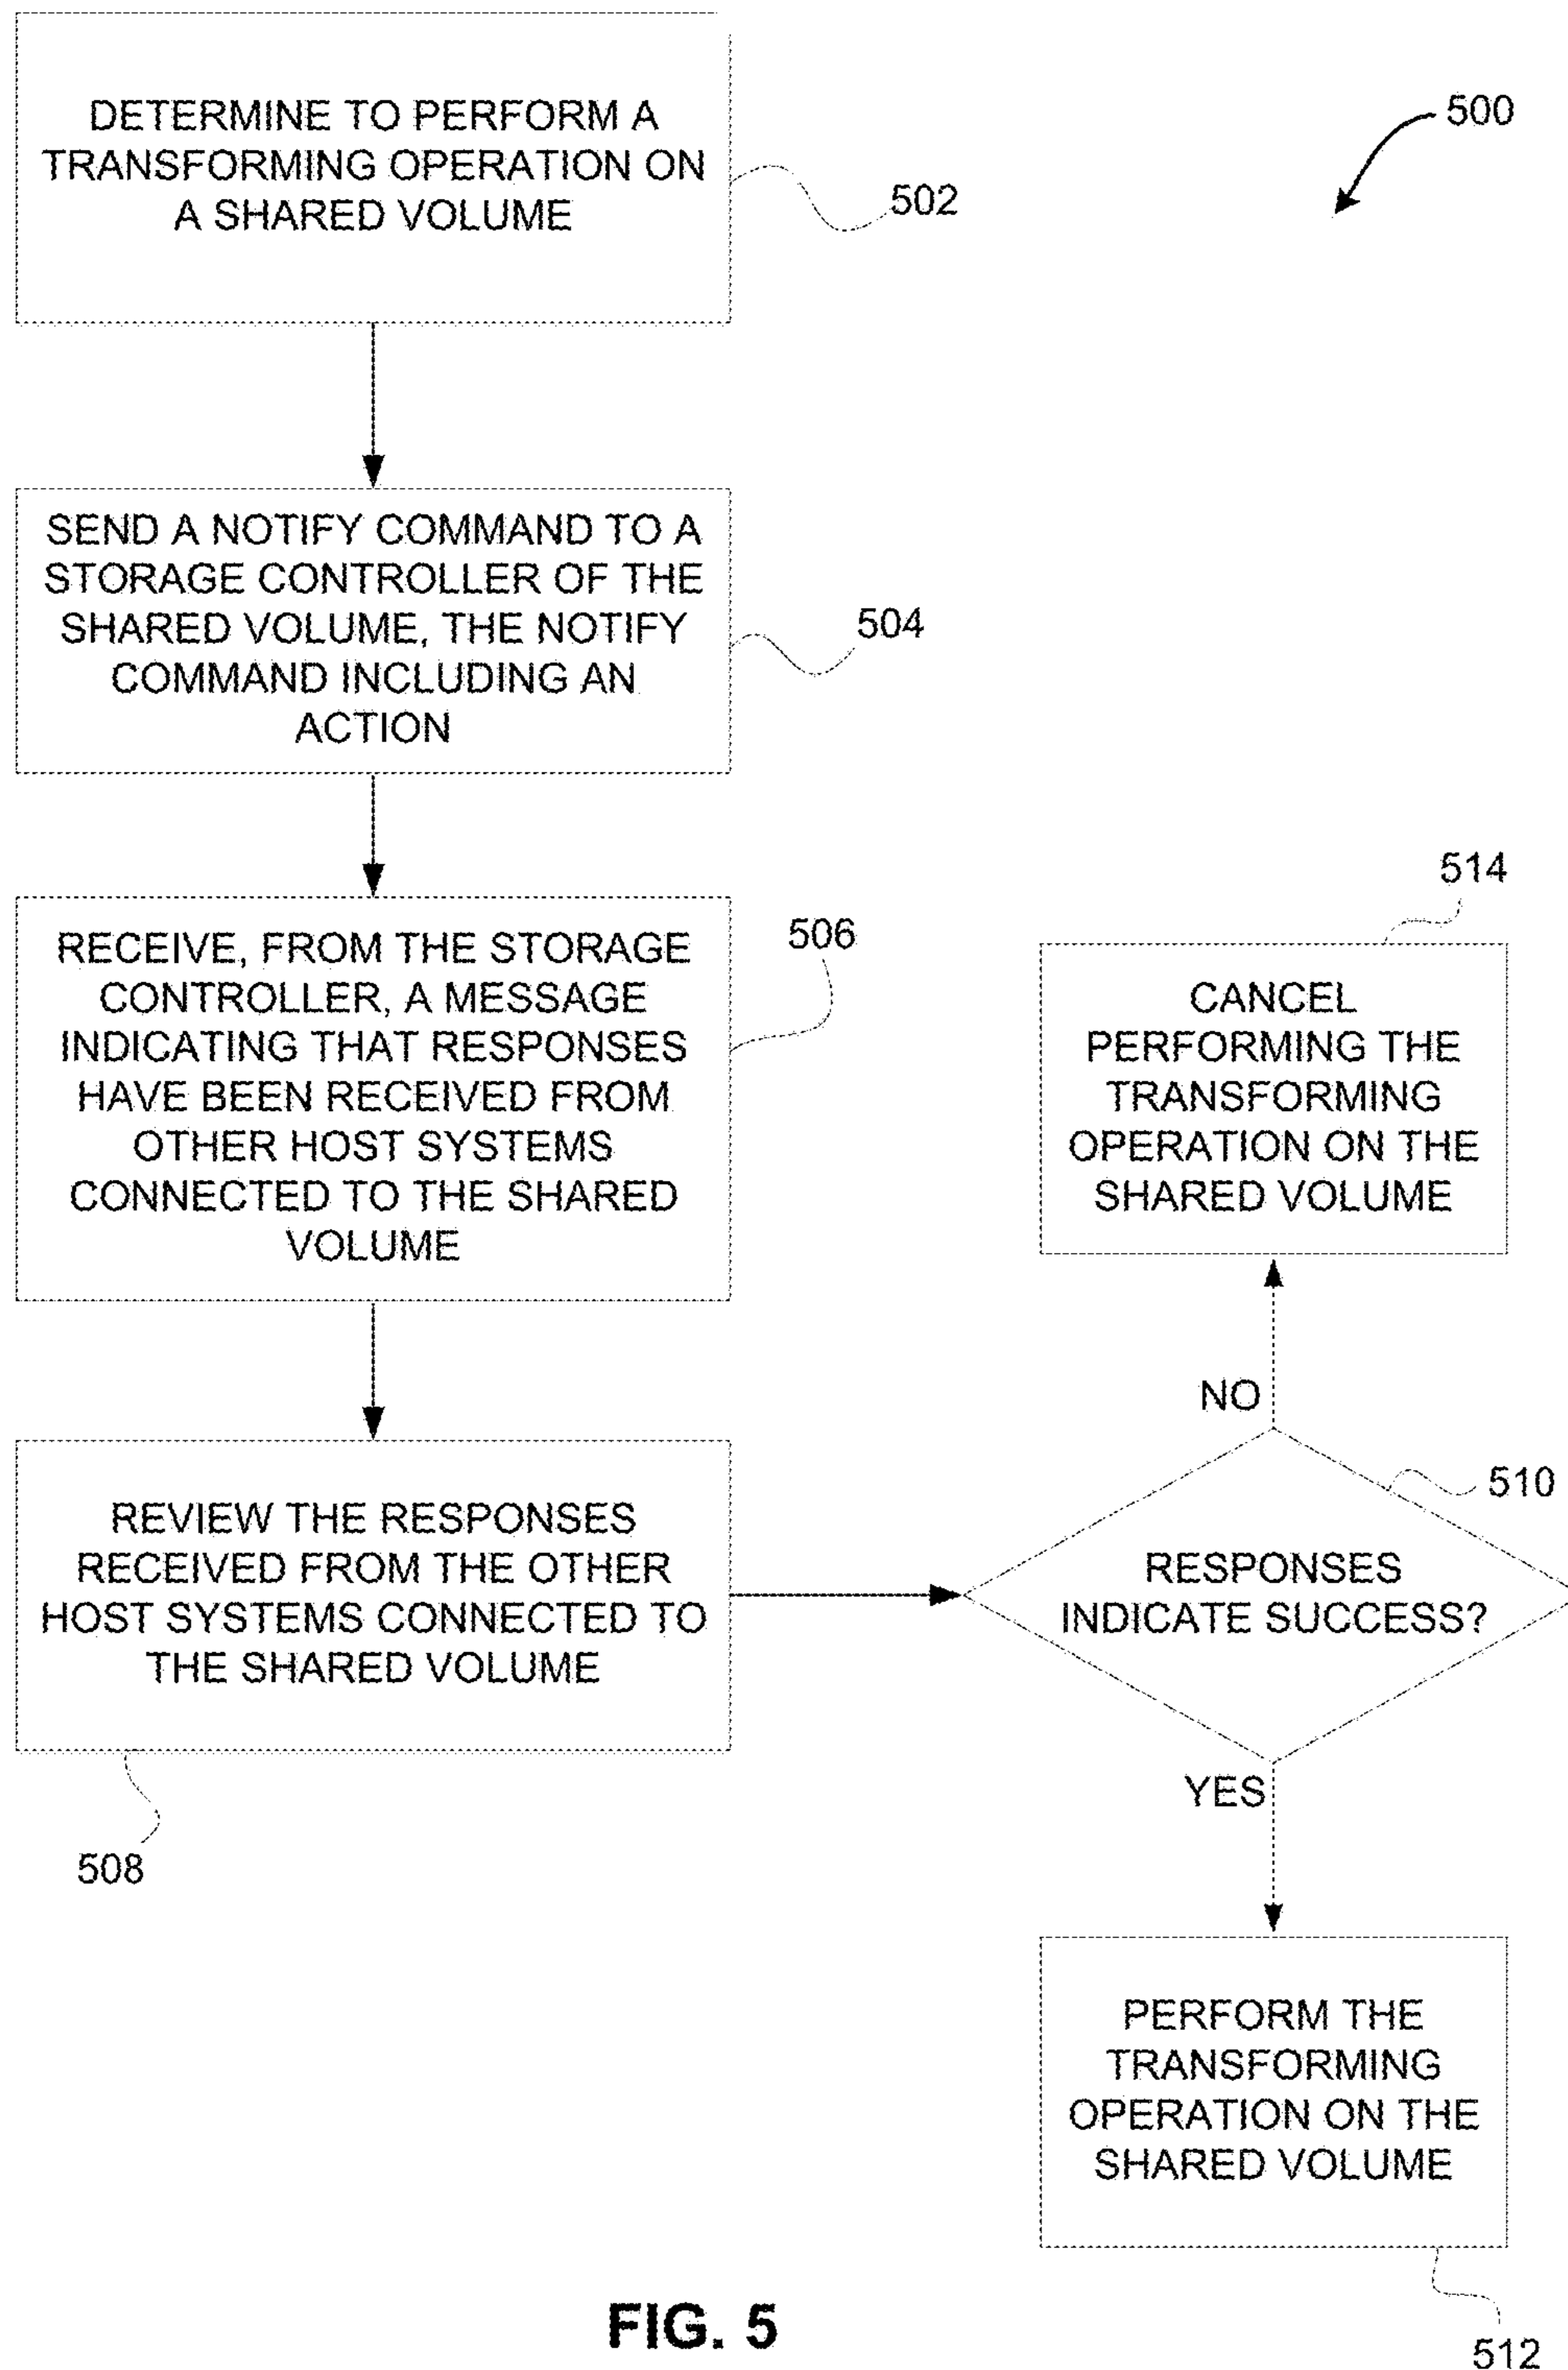 DETERMINE TO PERFORM A
TRANSFORMING OPERATION ON
A SHARED VOLUME
502
500
SEND A NOTIFY COMMAND TO A
STORAGE CONTROLLER OF THE
SHARED VOLUME, THE NOTIFY
COMMAND INCLUDING AN
ACTION
504
RECEIVE, FROM THE STORAGE
CONTROLLER, A MESSAGE
INDICATING THAT RESPONSES
HAVE BEEN RECEIVED FROM
OTHER HOST SYSTEMS
CONNECTED TO THE SHARED
VOLUME
506
REVIEW THE RESPONSES
RECEIVED FROM THE OTHER
HOST SYSTEMS CONNECTED TO
THE SHARED VOLUME
508
514
CANCEL
PERFORMING THE
TRANSFORMING
OPERATION ON THE
SHARED VOLUME
NO
510
RESPONSES
INDICATE SUCCESS?
YES
PERFORM THE
TRANSFORMING
OPERATION ON THE
SHARED VOLUME
512
FIG. 5